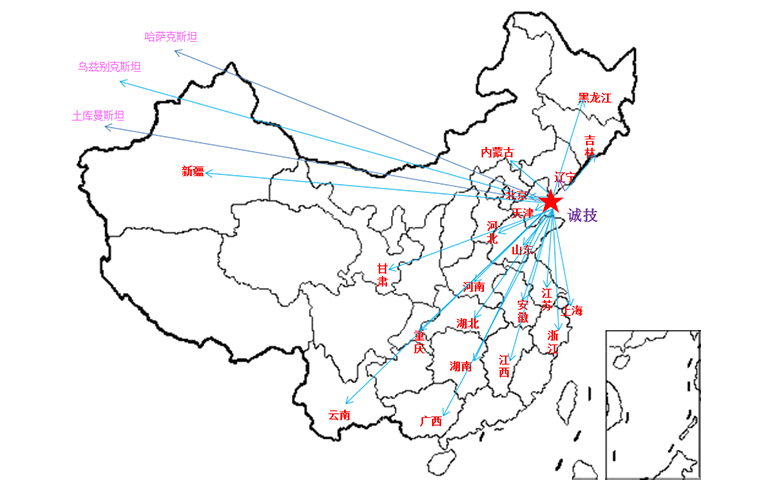 哈萨克斯坦
乌兹别克斯坦
土库曼斯坦
黑龙江
吉林
内蒙古
新疆
辽宁
北京
天津
诚技
河北
山东
甘肃
河南
江苏
安徽
上海
湖北
重庆
浙江
湖南
江西
云南
广西